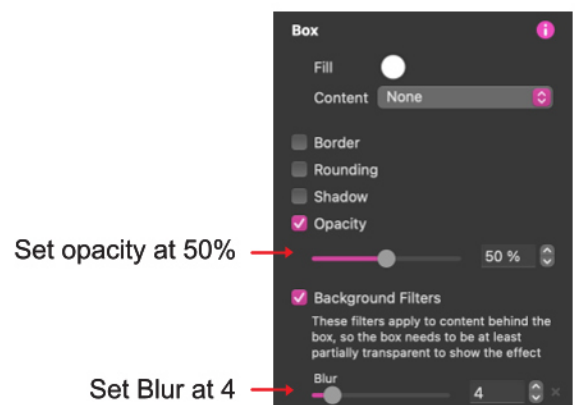 Box
Fill
Content None
Border
Rounding
Shadow
Opacity
Set opacity at 50% 50 %
Background Filters
These filters apply to content behind the
box, so the box needs to be at least
partially transparent to show the effect
Blur
Set Blur at 4 4